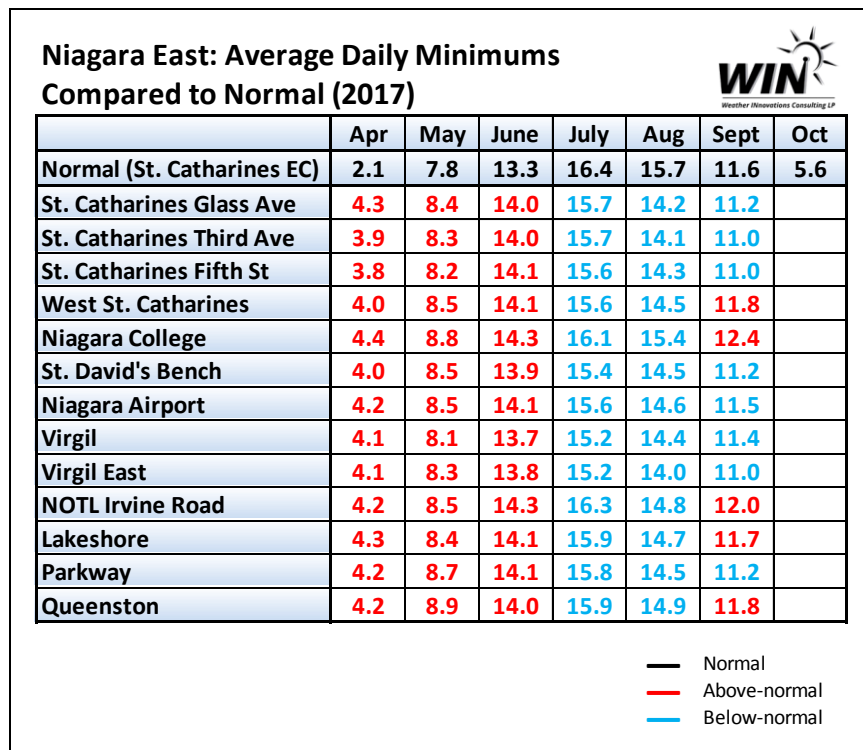 Niagara East: Average Daily Minimums
Compared to Normal (2017)
WIN
Weather INnovations Consulting LP
Apr May June July Aug Sept Oct
Normal (St. Catharines EC) 2.1 7.8 13.3 16.4 15.7 11.6 5.6
St. Catharines Glass Ave 4.3 8.4 14.0 15.7 14.2 11.2
St. Catharines Third Ave 3.9 8.3 14.0 15.7 14.1 11.0
St. Catharines Fifth St 3.8 8.2 14.1 15.6 14.3 11.0
West St. Catharines 4.0 8.5 14.1 15.6 14.5 11.8
Niagara College 4.4 8.8 14.3 16.1 15.4 12.4
St. David's Bench 4.0 8.5 13.9 15.4 14.5 11.2
Niagara Airport 4.2 8.5 14.1 15.6 14.6 11.5
Virgil 4.1 8.1 13.7 15.2 14.4 11.4
Virgil East 4.1 8.3 13.8 15.2 14.0 11.0
NOTL Irvine Road 4.2 8.5 14.3 16.3 14.8 12.0
Lakeshore 4.3 8.4 14.1 15.9 14.7 11.7
Parkway 4.2 8.7 14.1 15.8 14.5 11.2
Queenston 4.2 8.9 14.0 15.9 14.9 11.8
Normal
Above-normal
Below-normal